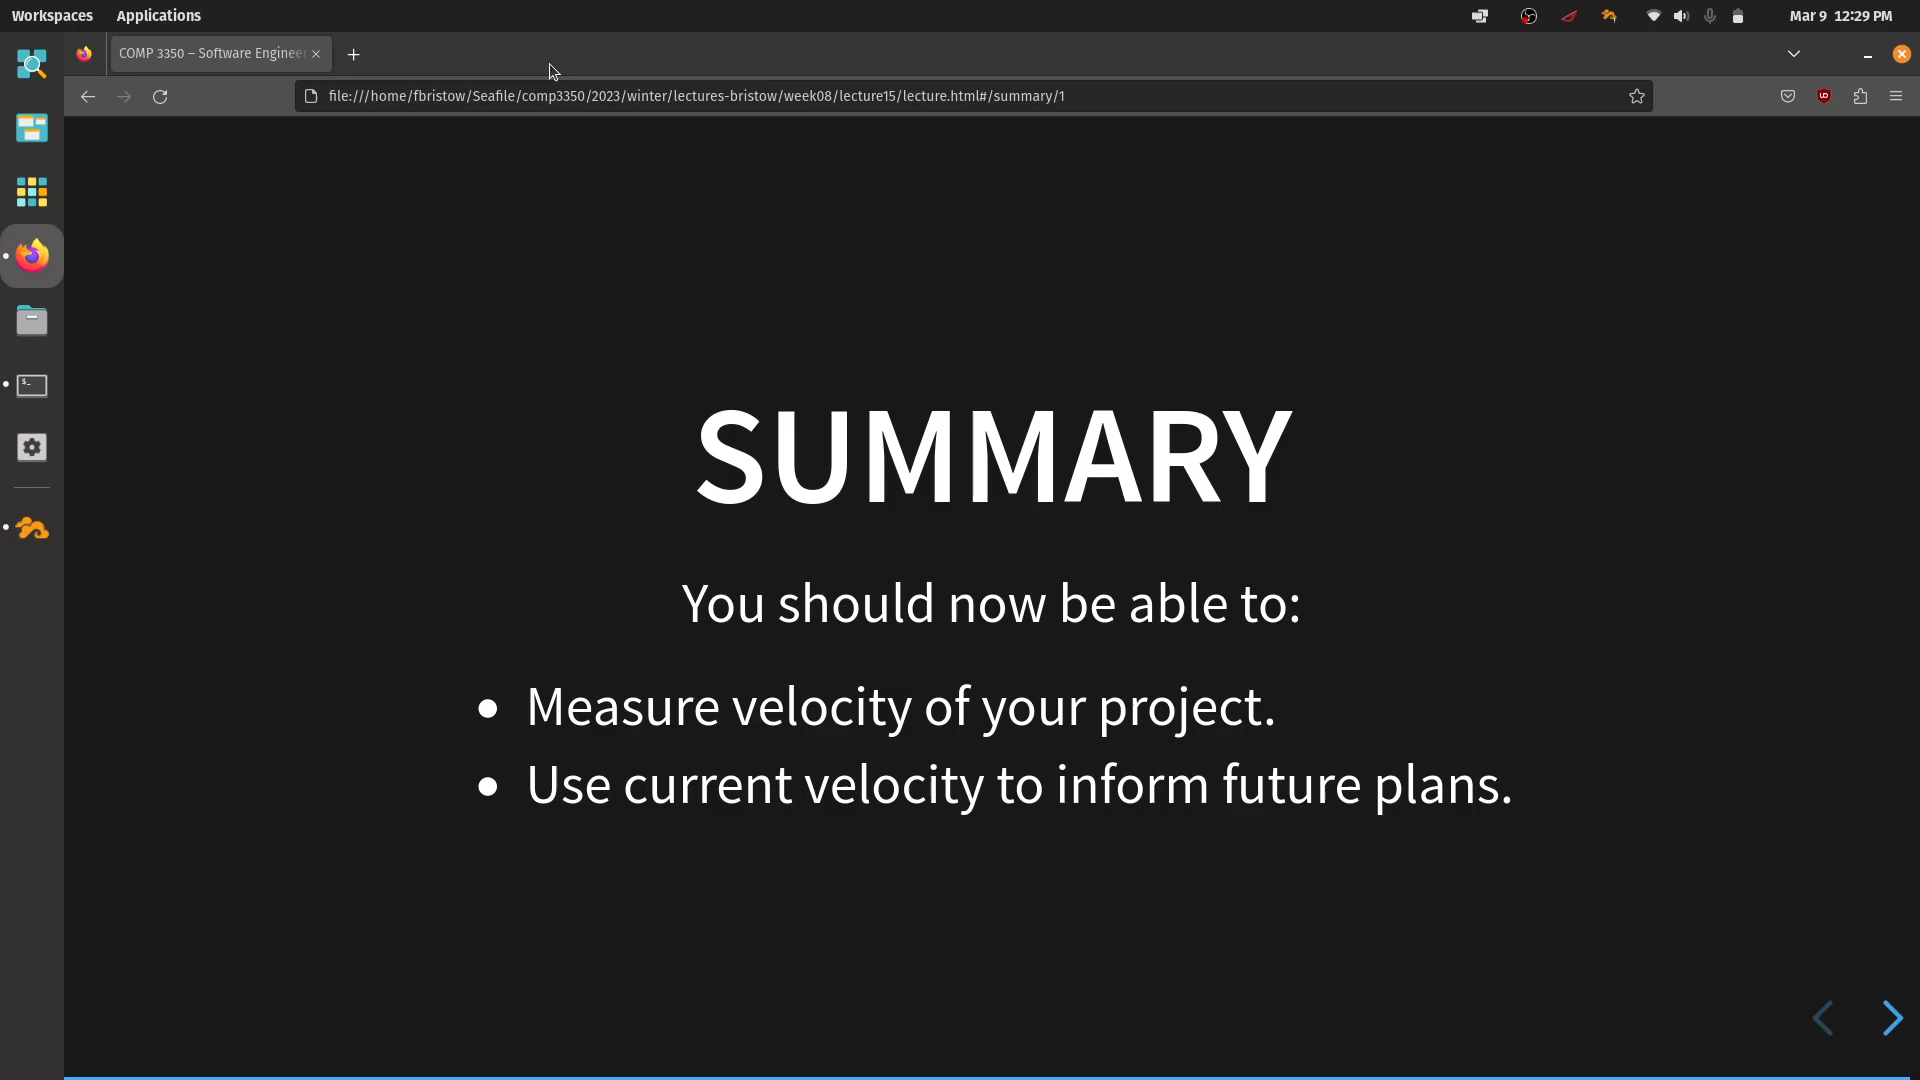 Workspaces Applications Mar 9 12:29 PM
COMP 3350 – Software Engineer
file:///home/fbristow/Seafile/comp3350/2023/winter/lectures-bristow/week08/lecture15/lecture.html#/summary/1
SUMMARY
You should now be able to:
• Measure velocity of your project.
• Use current velocity to inform future plans.